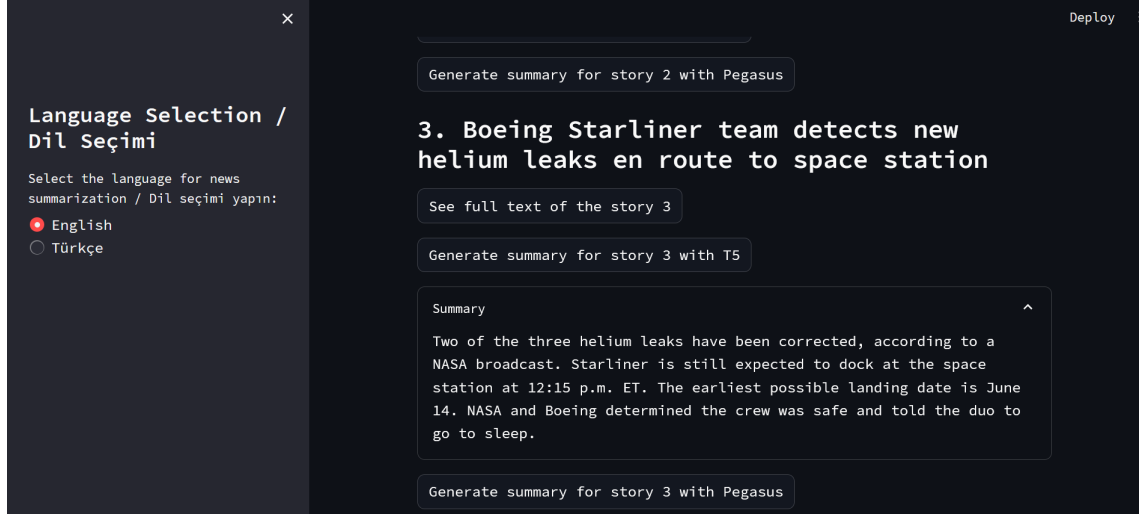 Deploy
Language Selection /
Dil Seçimi
Select the language for news
summarization / Dil seçimi yapın:
English
Türkçe
Generate summary for story 2 with Pegasus
3. Boeing Starliner team detects new
helium leaks en route to space station
See full text of the story 3
Generate summary for story 3 with T5
Summary
Two of the three helium leaks have been corrected, according to a
NASA broadcast. Starliner is still expected to dock at the space
station at 12:15 p.m. ET. The earliest possible landing date is June
14. NASA and Boeing determined the crew was safe and told the duo to
go to sleep.
Generate summary for story 3 with Pegasus